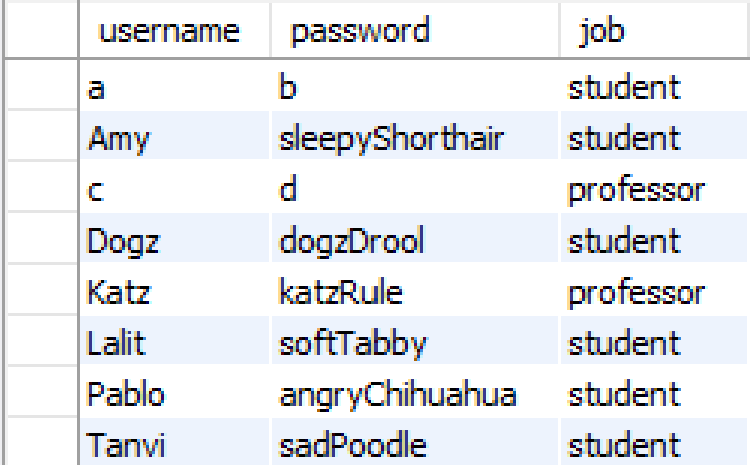 username password job
a b student
Amy sleepyShorthair student
c d professor
Dogz dogzDrool student
Katz katzRule professor
Lalit softTabby student
Pablo angryChihuahua student
Tanvi sadPoodle student